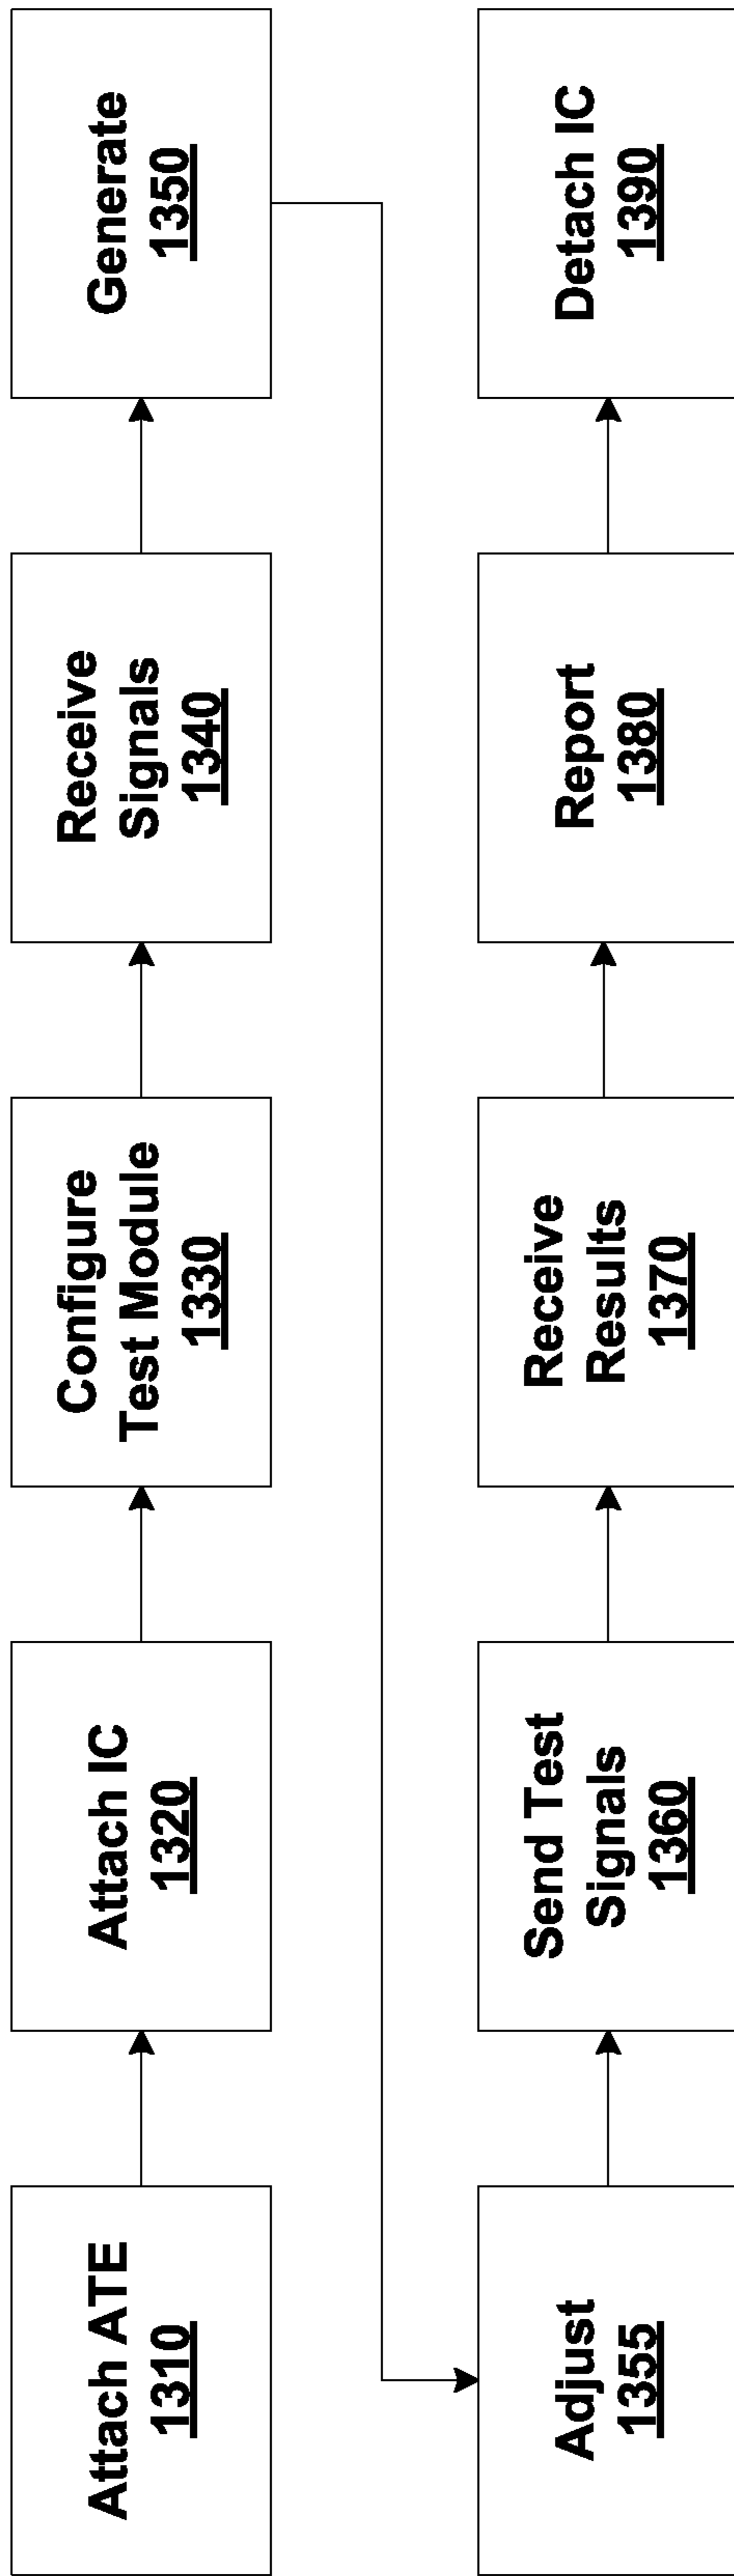 Attach ATE
1310
Attach IC
1320
Configure
Test Module
1330
Receive
Signals
1340
Generate
1350
Adjust
1355
Send Test
Signals
1360
Receive
Results
1370
Report
1380
Detach IC
1390